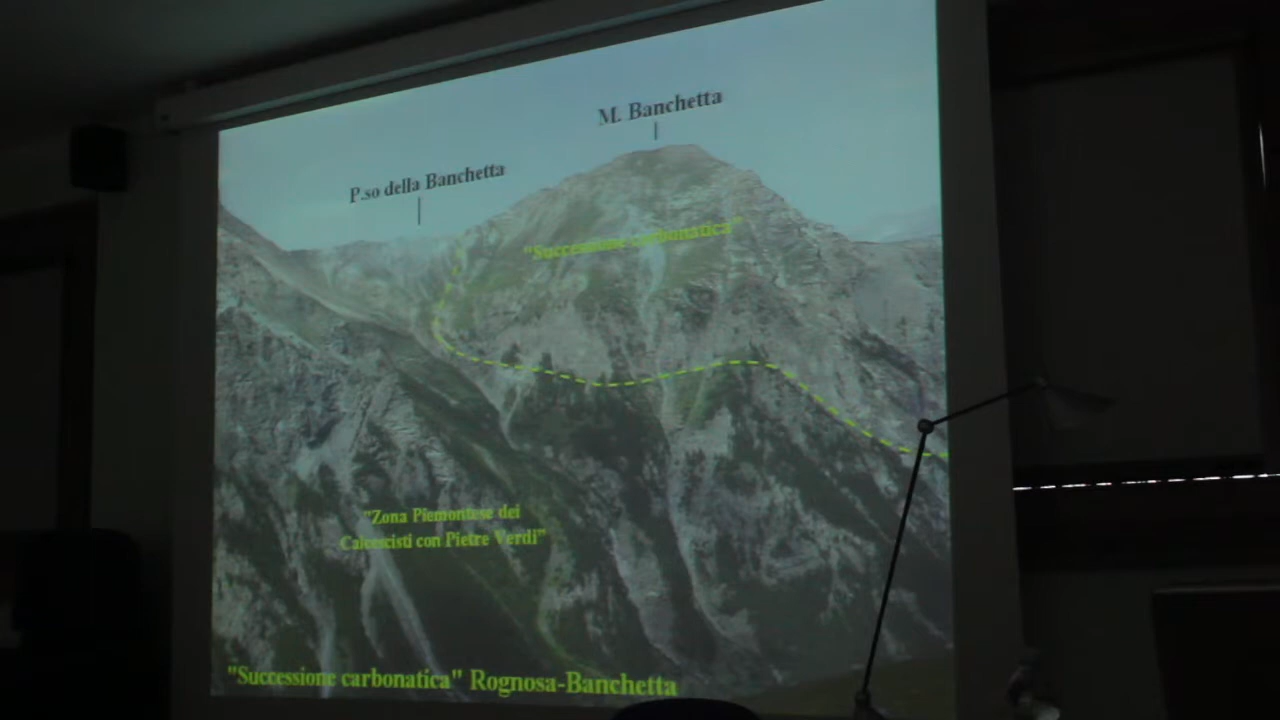 M. Banchetta
P.so della Banchetta
"Successione carbonatica"
"Zona Piemontese dei
Calcescisti con Pietre Verdi"
"Successione carbonatica" Rognosa-Banchetta